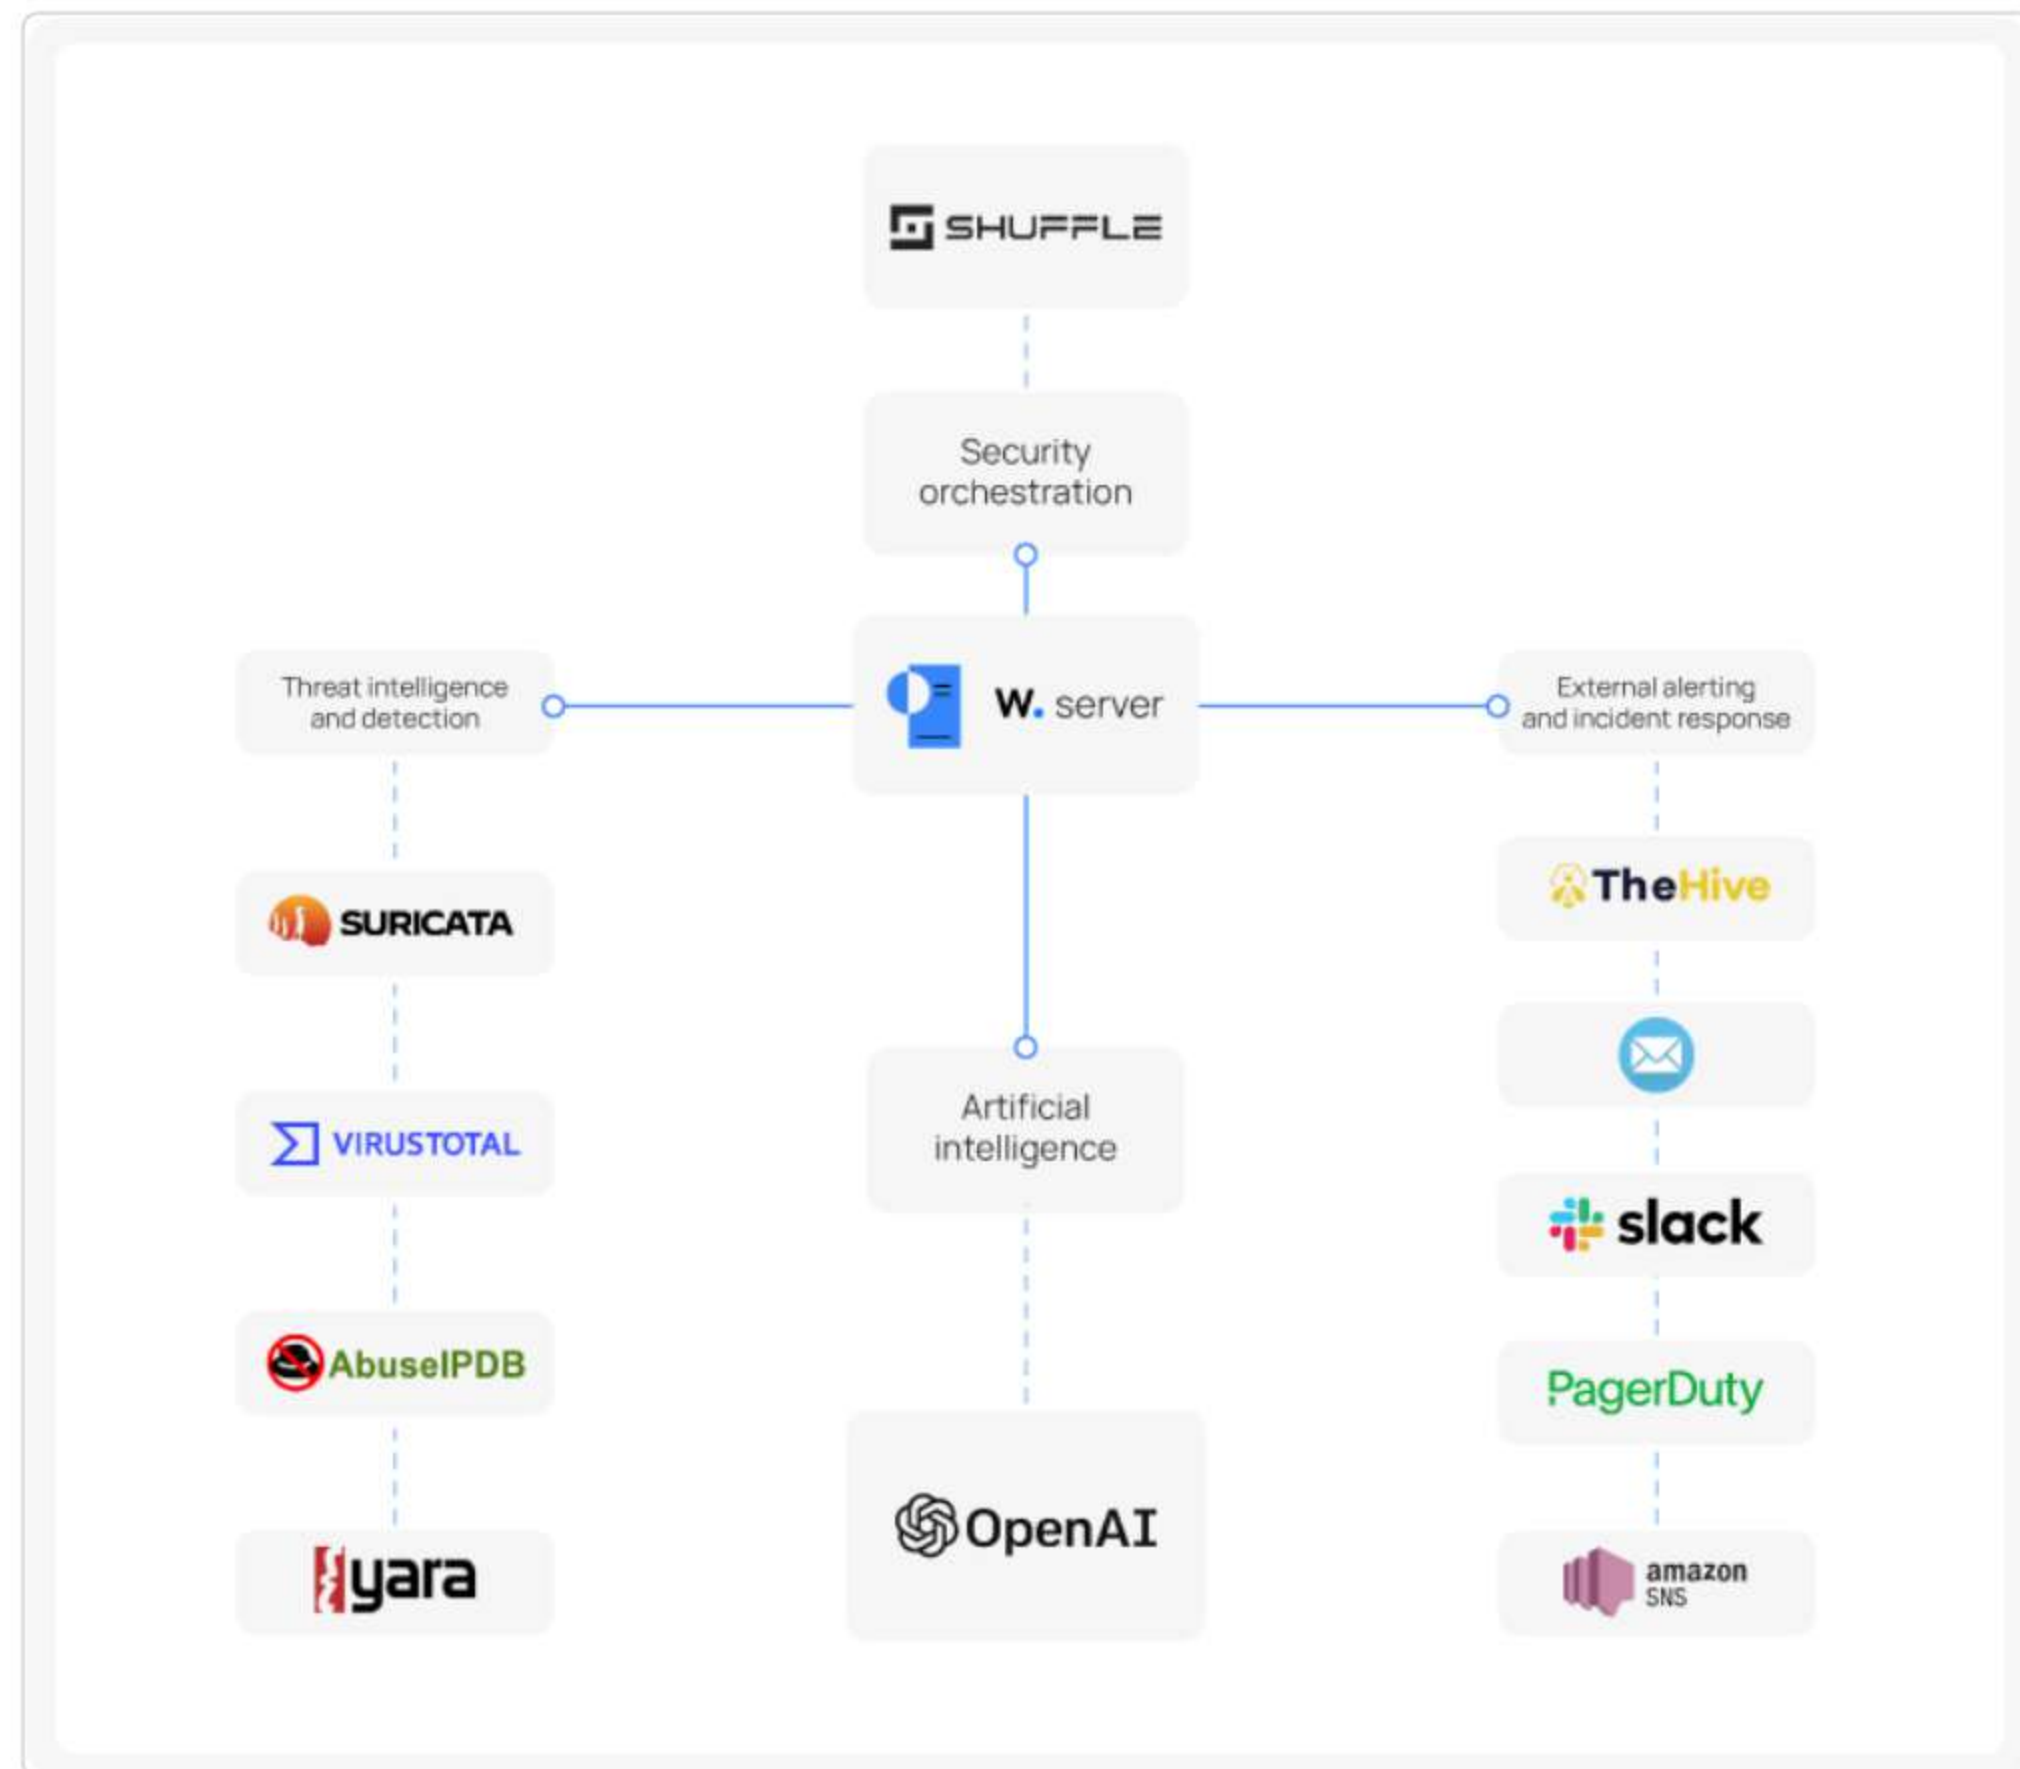 SHUFFLE
Security
orchestration
W. server
Threat intelligence
and detection
SURICATA
VIRUSTOTAL
AbuseIPDB
yara
Artificial
intelligence
OpenAI
External alerting
and incident response
TheHive
slack
PagerDuty
amazon
SNS